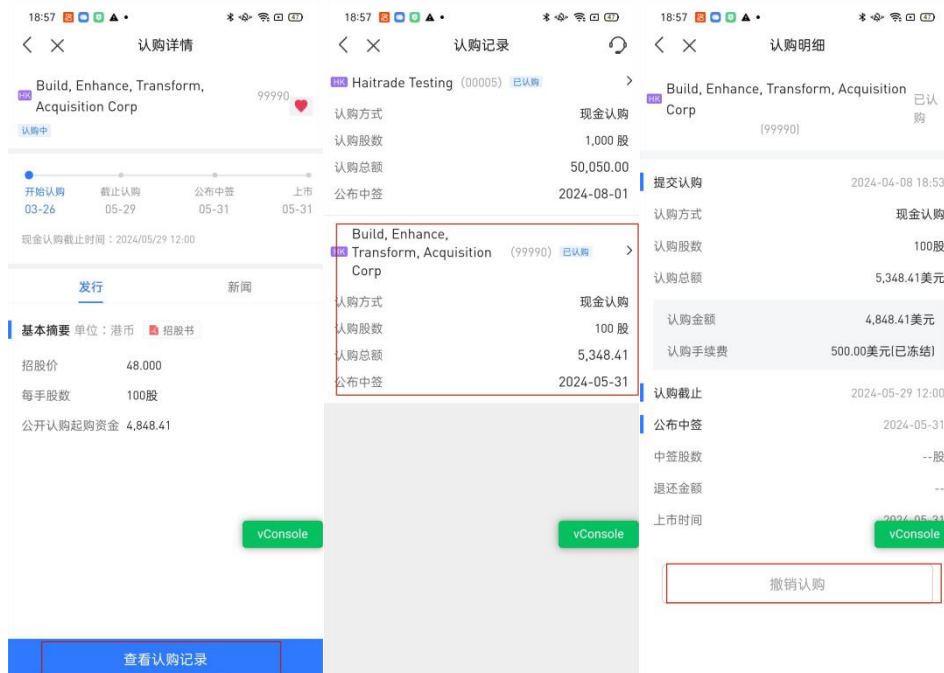 18:57
47
认购详情
HK
Build, Enhance, Transform,
Acquisition Corp
99990
认购中
开始认购
截止认购
公布中签
上市
03-26
05-29
05-31
05-31
现金认购截止时间：2024/05/29 12:00
发行
新闻
基本摘要 单位：港币 招股书
招股价 48.000
每手股数 100股
公开认购起购资金 4,848.41
vConsole
查看认购记录
18:57
47
认购记录
HK Haitrade Testing (00005) 已认购
认购方式 现金认购
认购股数 1,000 股
认购总额 50,050.00
公布中签 2024-08-01
Build, Enhance,
HK Transform, Acquisition (99990) 已认购
Corp
认购方式 现金认购
认购股数 100 股
认购总额 5,348.41
公布中签 2024-05-31
vConsole
18:57
47
认购明细
HK
Build, Enhance, Transform, Acquisition
Corp
[99990]
已认
购
提交认购 2024-04-08 18:53
认购方式 现金认购
认购股数 100股
认购总额 5,348.41美元
认购金额 4,848.41美元
认购手续费 500.00美元[已冻结]
认购截止 2024-05-29 12:00
公布中签 2024-05-31
中签股数 --股
退还金额 --
上市时间 2024-05-31
vConsole
撤销认购